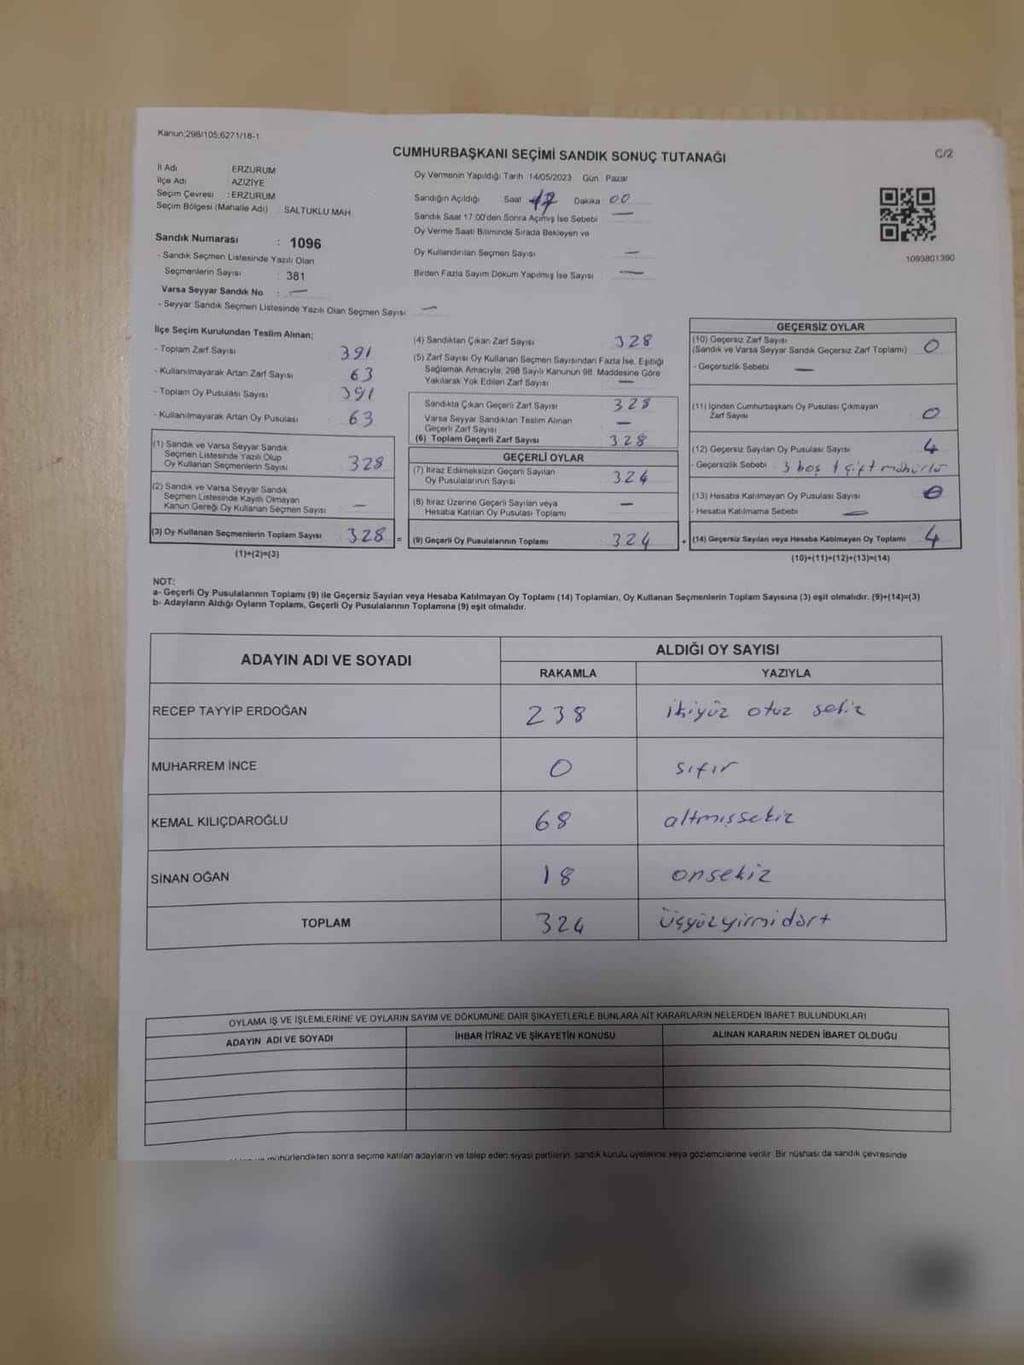 Kanun;298/105;6271/18-1
CUMHURBAŞKANI SEÇİMİ SANDIK SONUÇ TUTANAĞI
C/2
İl Adı ERZURUM
İlçe Adı AZİZİYE
Seçim Çevresi : ERZURUM
Seçim Bölgesi (Mahalle Adı) SALTUKLU MAH.
Oy Vermenin Yapıldığı Tarih :14/05/2023 Gün Pazar
Sandığın Açıldığı Saat 17 Dakika 00
Sandık Saat 17:00'den Sonra Açılmış İse Sebebi —
Oy Verme Saati Bitiminde Sırada Bekleyen ve
Oy Kullandırılan Seçmen Sayısı —
Birden Fazla Sayım Döküm Yapılmış İse Sayısı —
1093801390
Sandık Numarası : 1096
- Sandık Seçmen Listesinde Yazılı Olan
Seçmenlerin Sayısı : 381
Varsa Seyyar Sandık No : —
- Seyyar Sandık Seçmen Listesinde Yazılı Olan Seçmen Sayısı —
İlçe Seçim Kurulundan Teslim Alınan;
- Toplam Zarf Sayısı 391
- Kullanılmayarak Artan Zarf Sayısı 63
- Toplam Oy Pusulası Sayısı 391
- Kullanılmayarak Artan Oy Pusulası 63
(1) Sandık ve Varsa Seyyar Sandık
Seçmen Listesinde Yazılı Olup
Oy Kullanan Seçmenlerin Sayısı 328
(2) Sandık ve Varsa Seyyar Sandık
Seçmen Listesinde Kayıtlı Olmayan
Kanun Gereği Oy Kullanan Seçmen Sayısı —
(3) Oy Kullanan Seçmenlerin Toplam Sayısı 328 =
(1)+(2)=(3)
(4) Sandıktan Çıkan Zarf Sayısı 328
(5) Zarf Sayısı Oy Kullanan Seçmen Sayısından Fazla İse, Eşitliği
Sağlamak Amacıyla, 298 Sayılı Kanunun 98. Maddesine Göre
Yakılarak Yok Edilen Zarf Sayısı —
Sandıkta Çıkan Geçerli Zarf Sayısı 328
Varsa Seyyar Sandıktan Teslim Alınan
Geçerli Zarf Sayısı —
(6) Toplam Geçerli Zarf Sayısı 328
GEÇERLİ OYLAR
(7) İtiraz Edilmeksizin Geçerli Sayılan
Oy Pusulalarının Sayısı 324
(8) İtiraz Üzerine Geçerli Sayılan veya
Hesaba Katılan Oy Pusulası Toplamı —
(9) Geçerli Oy Pusulalarının Toplamı 324 +
GEÇERSİZ OYLAR
(10) Geçersiz Zarf Sayısı
(Sandık ve Varsa Seyyar Sandık Geçersiz Zarf Toplamı) 0
- Geçersizlik Sebebi —
(11) İçinden Cumhurbaşkanı Oy Pusulası Çıkmayan
Zarf Sayısı 0
(12) Geçersiz Sayılan Oy Pusulası Sayısı 4
- Geçersizlik Sebebi 3 boş 1 çift mühürlü
(13) Hesaba Katılmayan Oy Pusulası Sayısı 0
- Hesaba Katılmama Sebebi —
(14) Geçersiz Sayılan veya Hesaba Katılmayan Oy Toplamı 4
(10)+(11)+(12)+(13)=(14)
NOT:
a- Geçerli Oy Pusulalarının Toplamı (9) ile Geçersiz Sayılan veya Hesaba Katılmayan Oy Toplamı (14) Toplamları, Oy Kullanan Seçmenlerin Toplam Sayısına (3) eşit olmalıdır. (9)+(14)=(3)
b- Adayların Aldığı Oyların Toplamı, Geçerli Oy Pusulalarının Toplamına (9) eşit olmalıdır.
ADAYIN ADI VE SOYADI ALDIĞI OY SAYISI
RAKAMLA YAZIYLA
RECEP TAYYİP ERDOĞAN 238 ikiyüz otuz sekiz
MUHARREM İNCE 0 sıfır
KEMAL KILIÇDAROĞLU 68 altmışsekiz
SİNAN OĞAN 18 onsekiz
TOPLAM 324 üçyüzyirmidört
OYLAMA İŞ VE İŞLEMLERİNE VE OYLARIN SAYIM VE DÖKÜMÜNE DAİR ŞİKAYETLERLE BUNLARA AİT KARARLARIN NELERDEN İBARET BULUNDUKLARI
ADAYIN ADI VE SOYADI İHBAR İTİRAZ VE ŞİKAYETİN KONUSU ALINAN KARARIN NEDEN İBARET OLDUĞU
mühürlendikten sonra seçime katılan adayların ve talep eden siyasi partilerin, sandık kurulu üyelerine veya gözlemcilerine verilir. Bir nüshası da sandık çevresinde